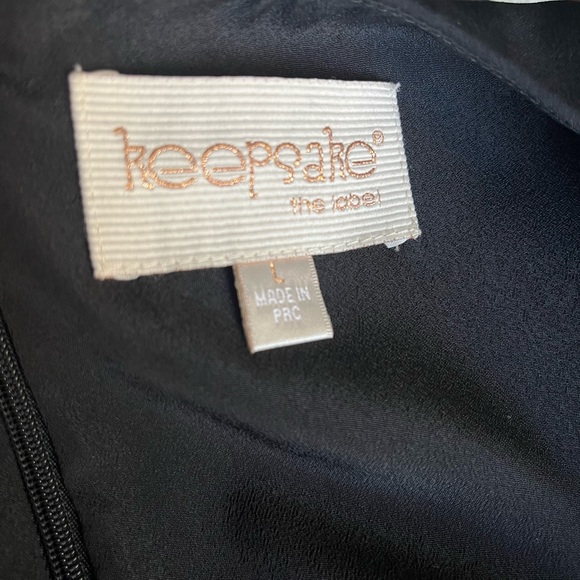 keepsake®
the label
L
MADE IN
PRC